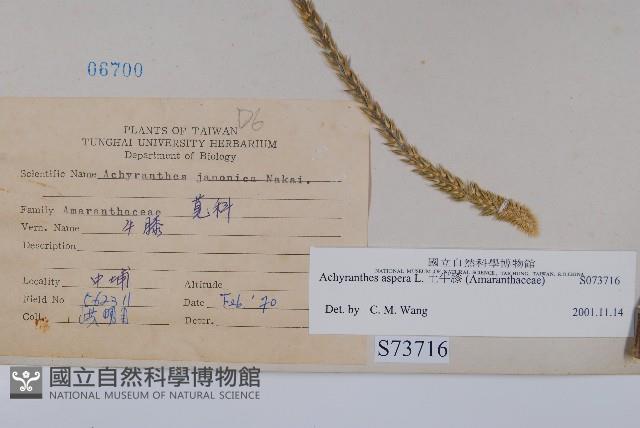 06700
D6
PLANTS OF TAIWAN
TUNGHAI UNIVERSITY HERBARIUM
Department of Biology
Scientific Name Achyranthes japonica Nakai.
Family Amaranthaceae 莧科
Vern. Name 牛膝
Description
Locality 中埔 Altitude
Field No Date Feb '70
Coll. 洪明 Deter.
國立自然科學博物館
NATIONAL MUSEUM OF NATURAL SCIENCE, TAICHUNG, TAIWAN, R.O.CHINA
Achyranthes aspera L. 土牛膝 (Amaranthaceae) S073716
Det. by C. M. Wang 2001.11.14
S73716
國立自然科學博物館
NATIONAL MUSEUM OF NATURAL SCIENCE